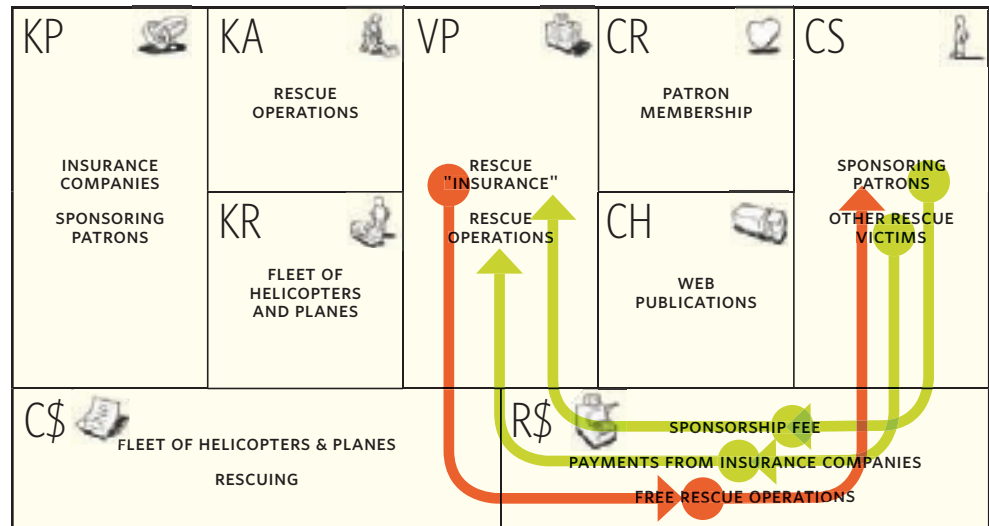 KP
INSURANCE
COMPANIES
SPONSORING
PATRONS
KA
RESCUE
OPERATIONS
KR
FLEET OF
HELICOPTERS
AND PLANES
VP
RESCUE
"INSURANCE"
RESCUE
OPERATIONS
CR
PATRON
MEMBERSHIP
CH
WEB
PUBLICATIONS
CS
SPONSORING
PATRONS
OTHER RESCUE
VICTIMS
C$
FLEET OF HELICOPTERS & PLANES
RESCUING
R$
SPONSORSHIP FEE
PAYMENTS FROM INSURANCE COMPANIES
FREE RESCUE OPERATIONS